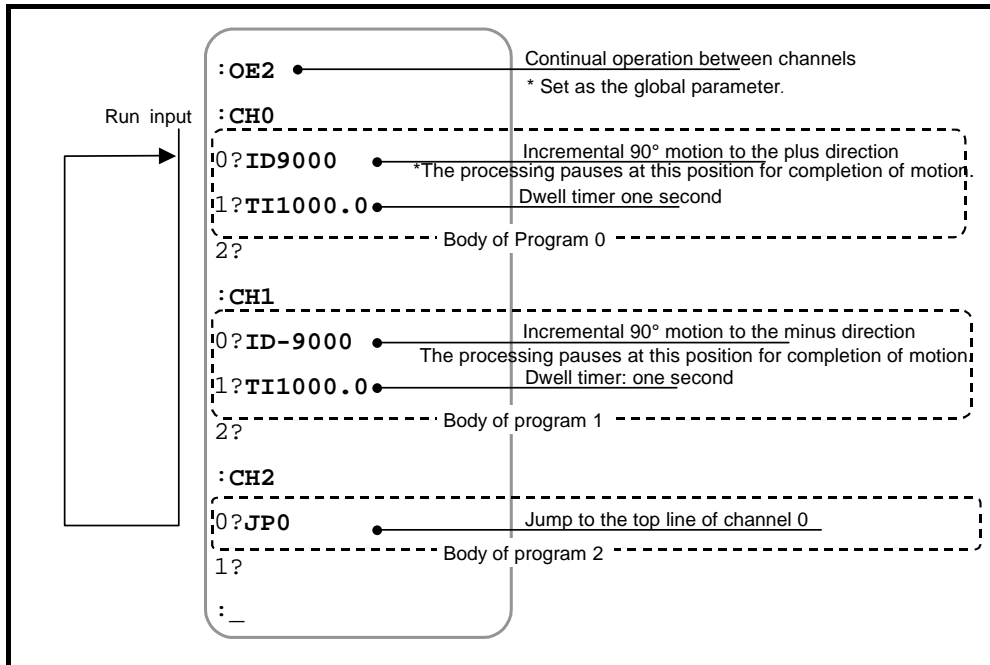 :OE2
Continual operation between channels
* Set as the global parameter.
Run input
:CH0
0?ID9000
Incremental 90° motion to the plus direction
*The processing pauses at this position for completion of motion.
1?TI1000.0
Dwell timer one second
Body of Program 0
2?
:CH1
0?ID-9000
Incremental 90° motion to the minus direction
The processing pauses at this position for completion of motion.
1?TI1000.0
Dwell timer: one second
Body of program 1
2?
:CH2
0?JP0
Jump to the top line of channel 0
Body of program 2
1?
:_